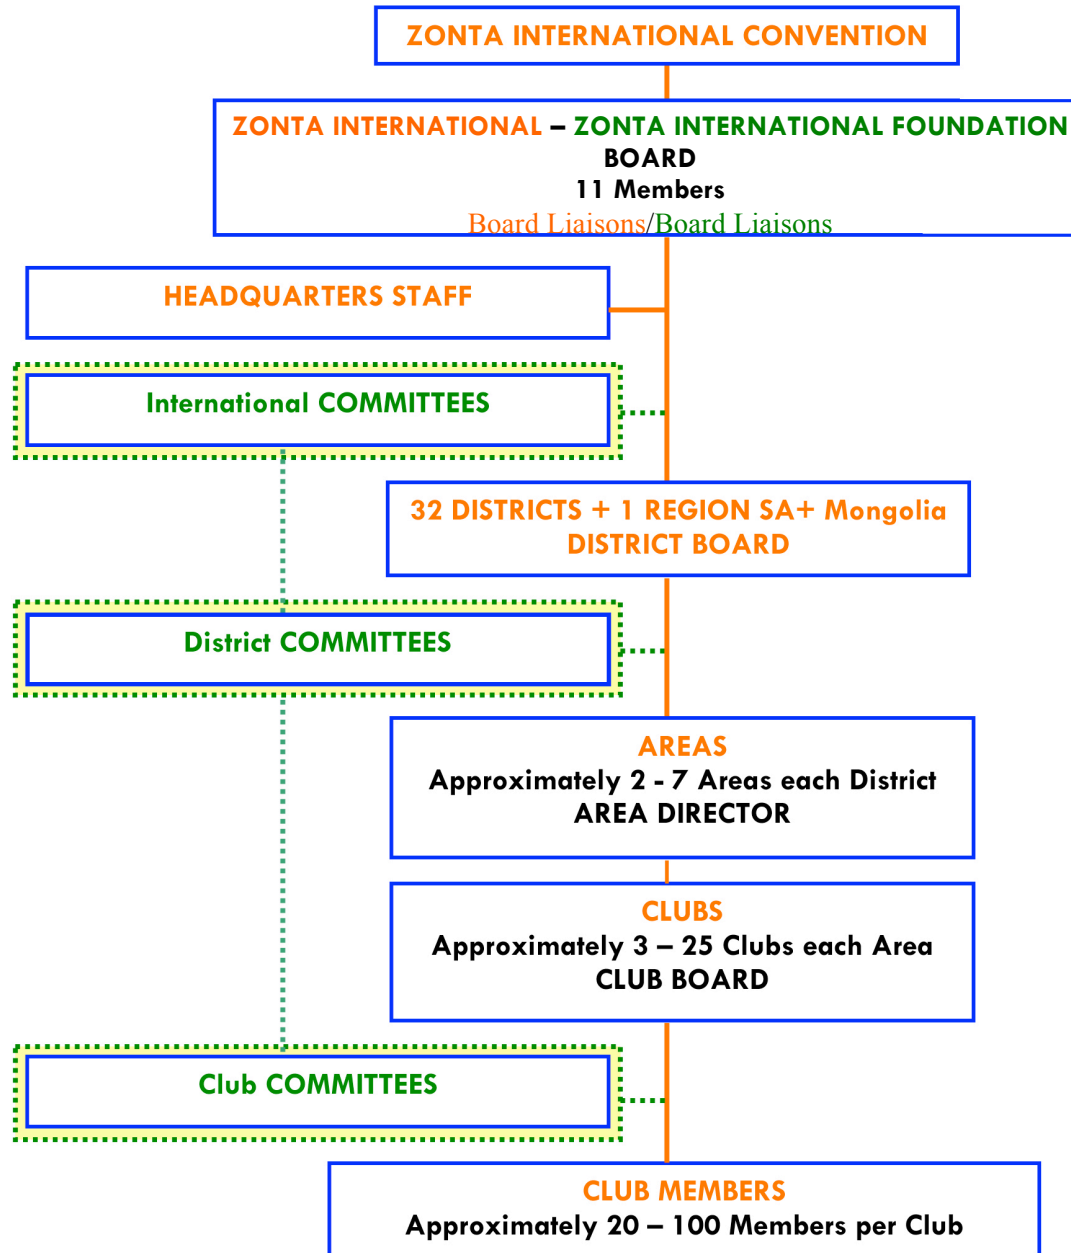 ZONTA INTERNATIONAL CONVENTION
ZONTA INTERNATIONAL – ZONTA INTERNATIONAL FOUNDATION
BOARD
11 Members
Board Liaisons/Board Liaisons
HEADQUARTERS STAFF
International COMMITTEES
32 DISTRICTS + 1 REGION SA+ Mongolia
DISTRICT BOARD
District COMMITTEES
AREAS
Approximately 2 - 7 Areas each District
AREA DIRECTOR
CLUBS
Approximately 3 – 25 Clubs each Area
CLUB BOARD
Club COMMITTEES
CLUB MEMBERS
Approximately 20 – 100 Members per Club